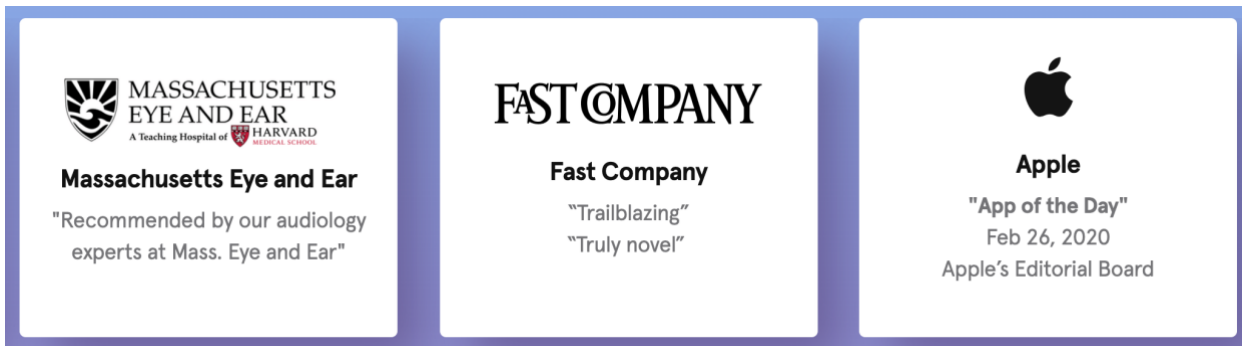 MASSACHUSETTS
EYE AND EAR
A Teaching Hospital of HARVARD
MEDICAL SCHOOL
Massachusetts Eye and Ear
"Recommended by our audiology
experts at Mass. Eye and Ear"
FAST COMPANY
Fast Company
“Trailblazing”
“Truly novel”
Apple
"App of the Day"
Feb 26, 2020
Apple’s Editorial Board